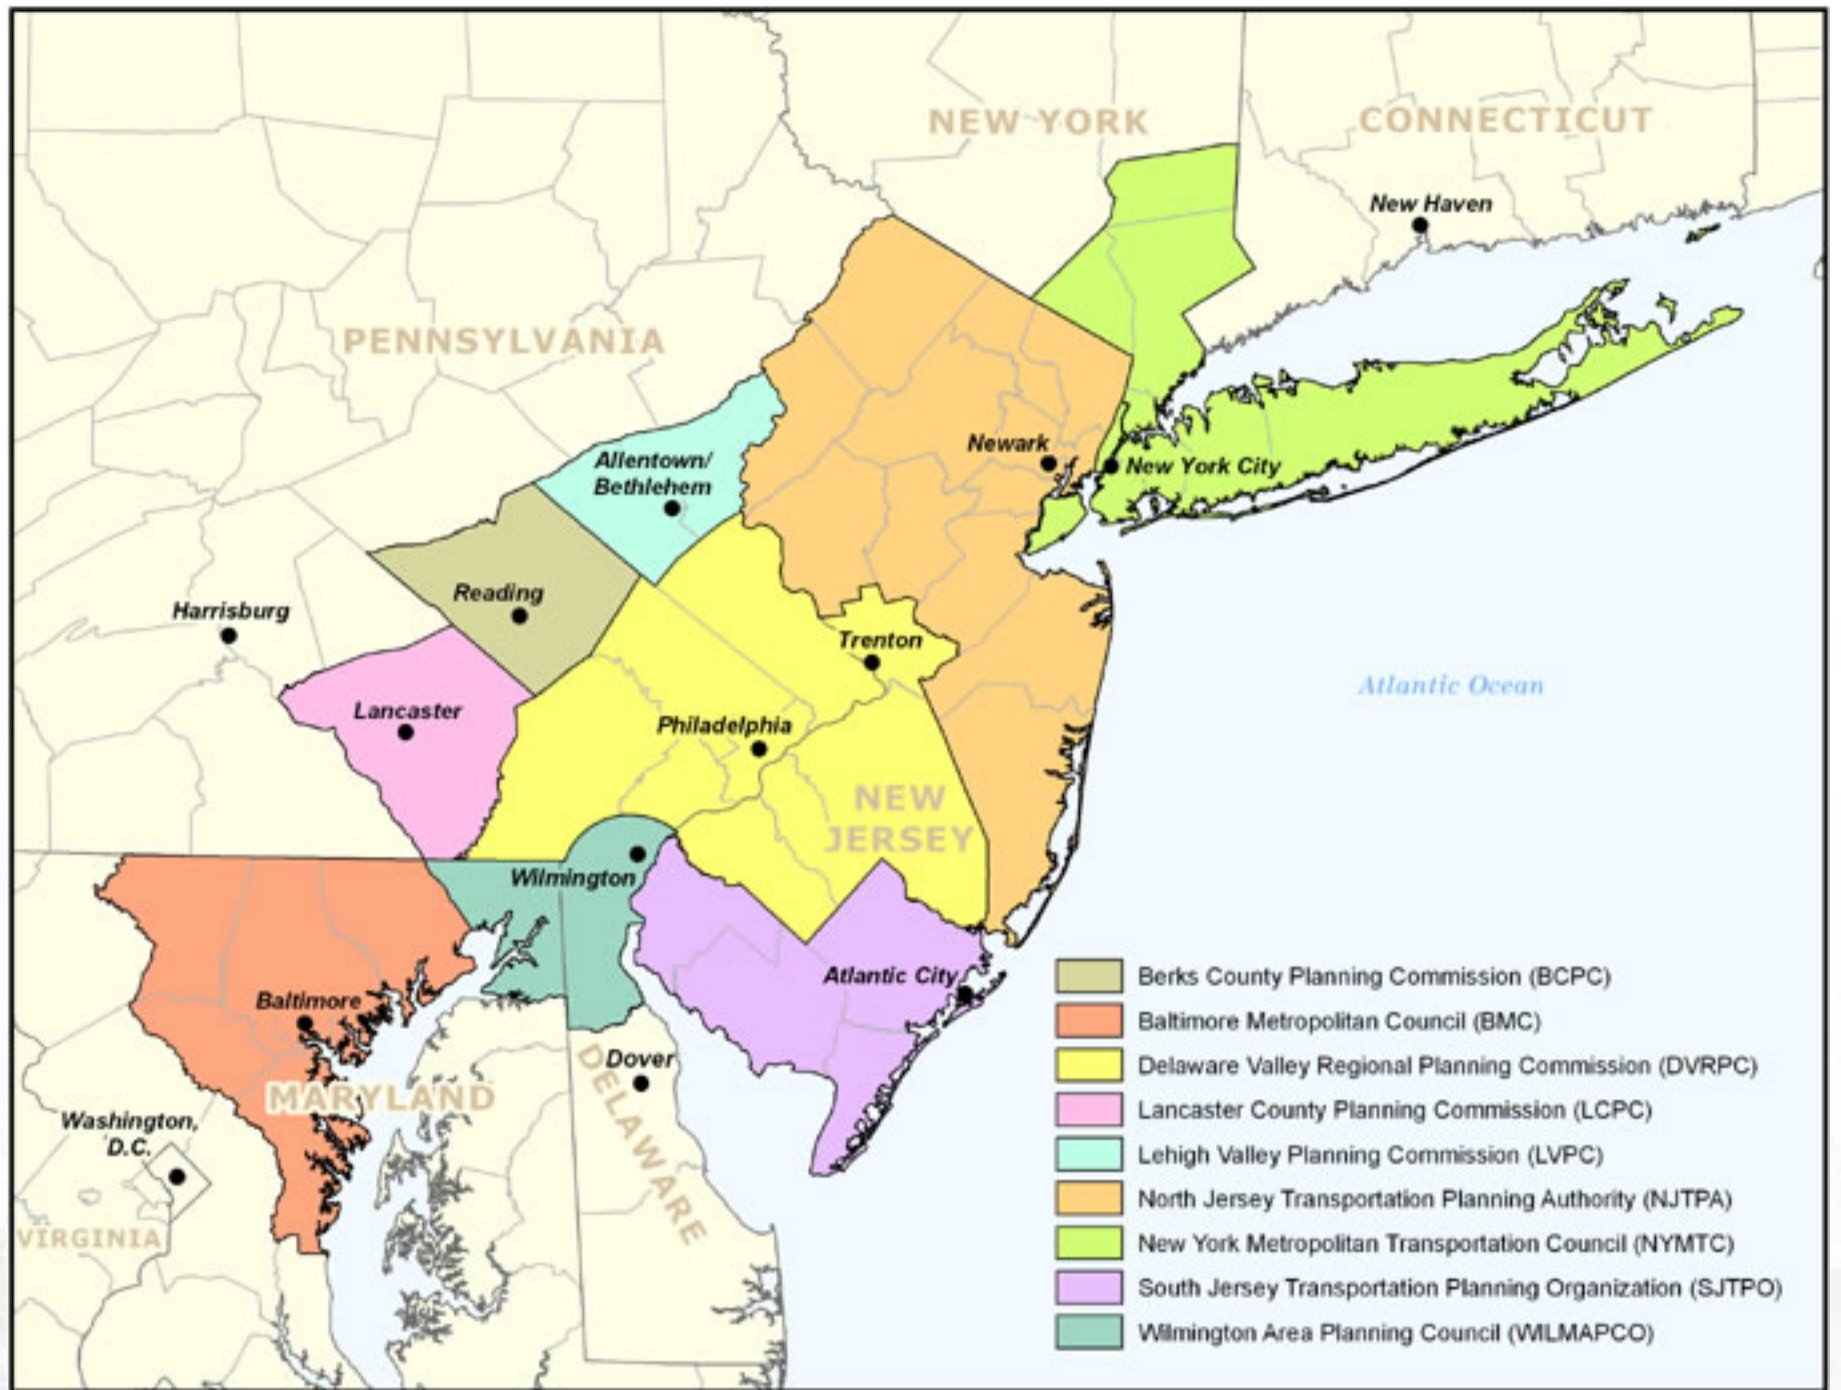 NEW YORK
CONNECTICUT
New Haven
PENNSYLVANIA
Newark
New York City
Allentown/
Bethlehem
Reading
Harrisburg
Trenton
Atlantic Ocean
Lancaster
Philadelphia
NEW
JERSEY
Wilmington
Atlantic City
Baltimore
Dover
MARYLAND
DELAWARE
Washington,
D.C.
VIRGINIA
Berks County Planning Commission (BCPC)
Baltimore Metropolitan Council (BMC)
Delaware Valley Regional Planning Commission (DVRPC)
Lancaster County Planning Commission (LCPC)
Lehigh Valley Planning Commission (LVPC)
North Jersey Transportation Planning Authority (NJTPA)
New York Metropolitan Transportation Council (NYMTC)
South Jersey Transportation Planning Organization (SJTPO)
Wilmington Area Planning Council (WILMAPCO)